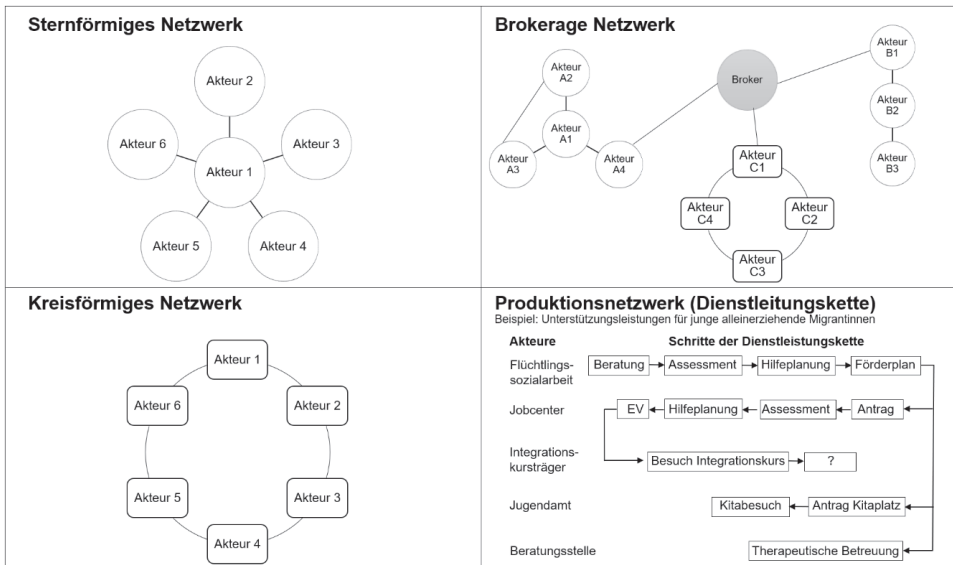 Sternförmiges Netzwerk
Akteur 2
Akteur 6
Akteur 3
Akteur 1
Akteur 5
Akteur 4
Brokerage Netzwerk
Akteur
B1
Akteur
A2
Broker
Akteur
B2
Akteur
A1
Akteur
A3
Akteur
A4
Akteur
B3
Akteur
C1
Akteur
C4
Akteur
C2
Akteur
C3
Kreisförmiges Netzwerk
Akteur 1
Akteur 6
Akteur 2
Akteur 5
Akteur 3
Akteur 4
Produktionsnetzwerk (Dienstleitungskette)
Beispiel: Unterstützungsleistungen für junge alleinerziehende Migrantinnen
Akteure Schritte der Dienstleistungskette
Flüchtlings-
sozialarbeit
Beratung Assessment Hilfeplanung Förderplan
Jobcenter EV Hilfeplanung Assessment Antrag
Integrations-
kursträger
Besuch Integrationskurs ?
Jugendamt Kitabesuch Antrag Kitaplatz
Beratungsstelle Therapeutische Betreuung